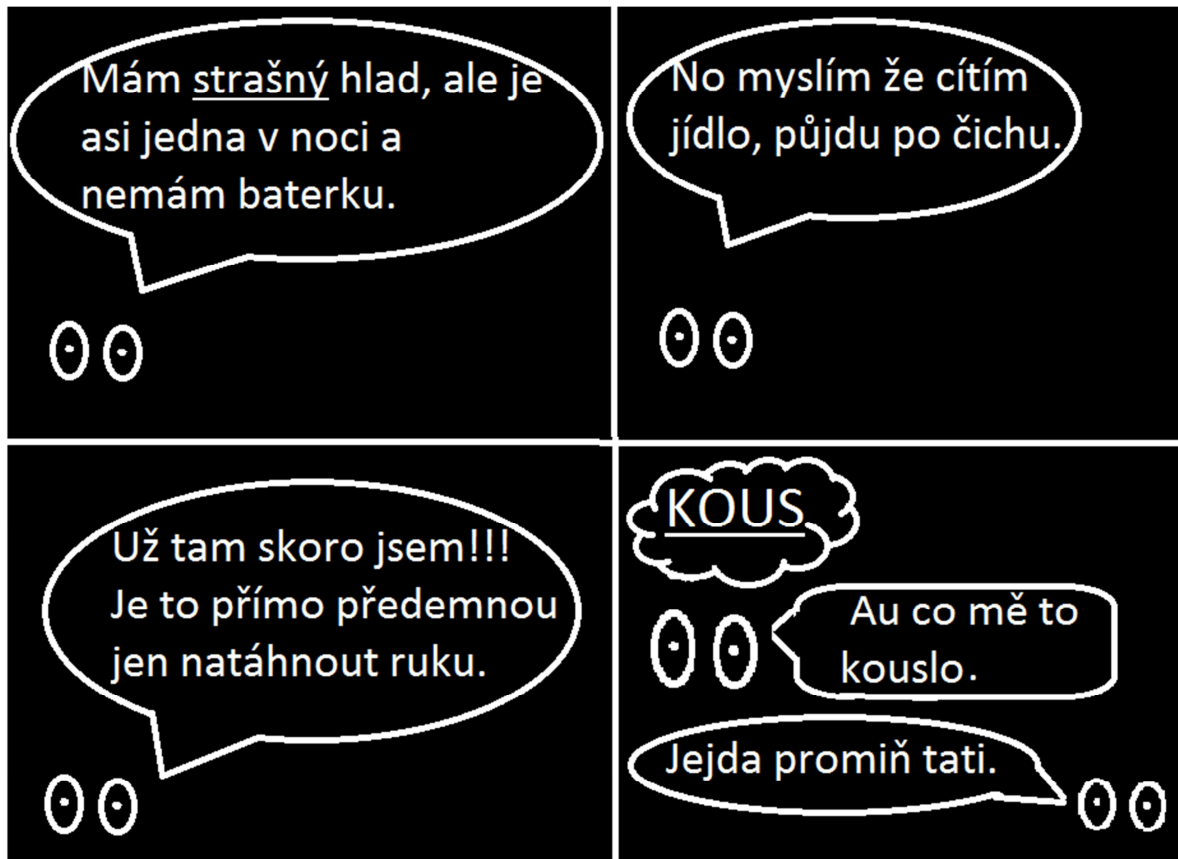 Mám strašný hlad, ale je
asi jedna v noci a
nemám baterku.
No myslím že cítím
jídlo, půjdu po čichu.
Už tam skoro jsem!!!
Je to přímo předemnou
jen natáhnout ruku.
KOUS
Au co mě to
kouslo.
Jejda promiň tati.